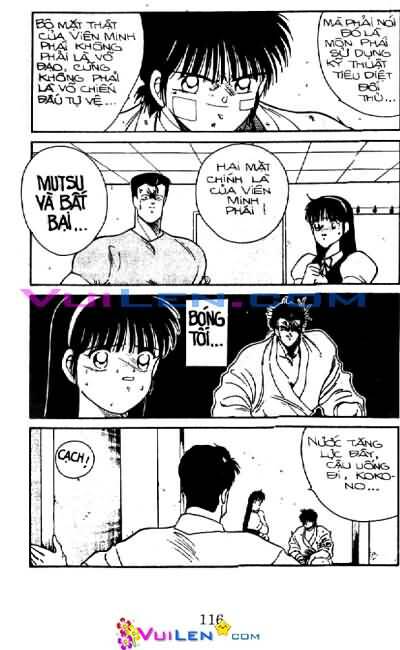 BỘ MẶT THẬT
CỦA VIÊN MINH
PHÁI KHÔNG
PHẢI LÀ VÕ
ĐẠO, CŨNG
KHÔNG PHẢI
LÀ VÕ CHIẾN
ĐẤU TỰ VỆ...
MÀ PHẢI NÓI
ĐÓ LÀ
MÔN PHÁI
SỬ DỤNG
KỸ THUẬT
TIÊU DIỆT
ĐỐI
THỦ...
MUTSU
VÀ BẤT
BẠI...
HAI MẶT
CHÍNH LÀ
CỦA VIÊN
MINH
PHÁI!
VUILEN.COM
BÓNG
TỐI...
CẠCH!
NƯỚC TĂNG
LỰC ĐÂY,
CẬU UỐNG
ĐI, KOKO-
NO...
116
VUILEN.COM